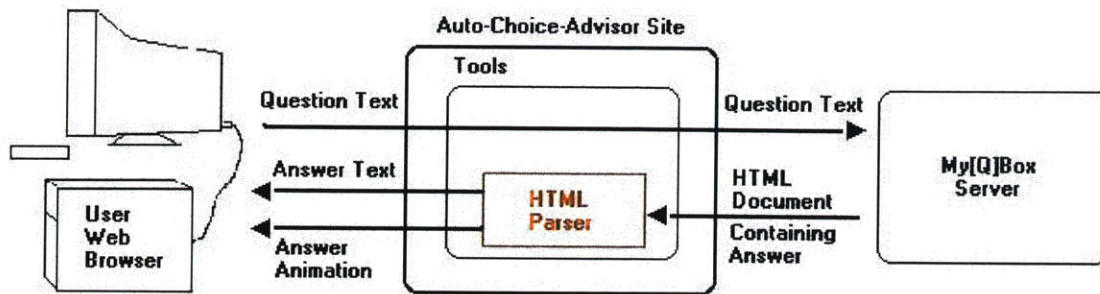 Auto-Choice-Advisor Site
Tools
Question Text
Question Text
Answer Text
HTML
Parser
HTML
Document
Containing
Answer
My[Q]Box
Server
User
Web
Browser
Answer
Animation